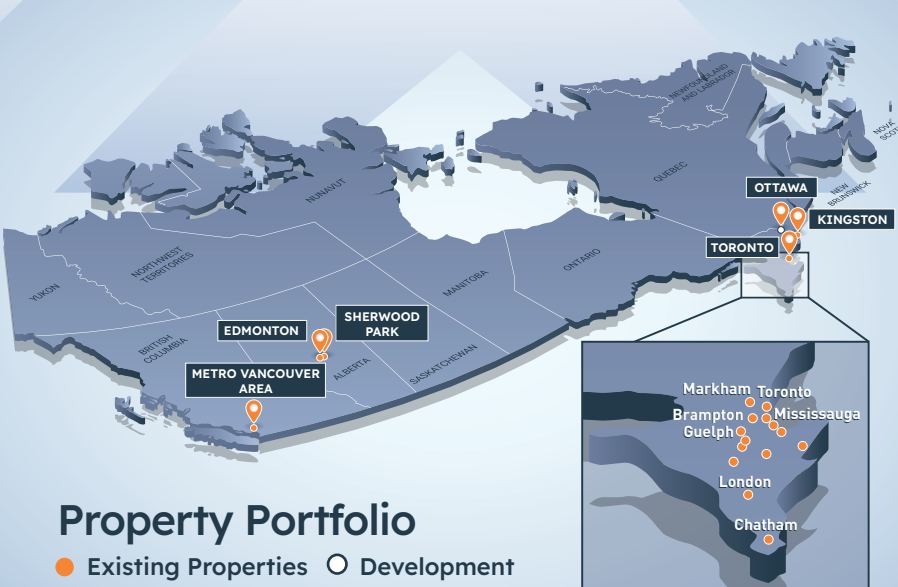 NEWFOUNDLAND
AND LABRADOR
NOVA
QUEBEC
NUNAVUT
NEW
BRUNSWICK
OTTAWA
KINGSTON
TORONTO
NORTHWEST
TERRITORIES
YUKON
ONTARIO
MANITOBA
BRITISH
COLUMBIA
EDMONTON
SHERWOOD
PARK
ALBERTA
SASKATCHEWAN
METRO VANCOUVER
AREA
Markham
Toronto
Brampton
Mississauga
Guelph
London
Chatham
Property Portfolio
Existing Properties
Development